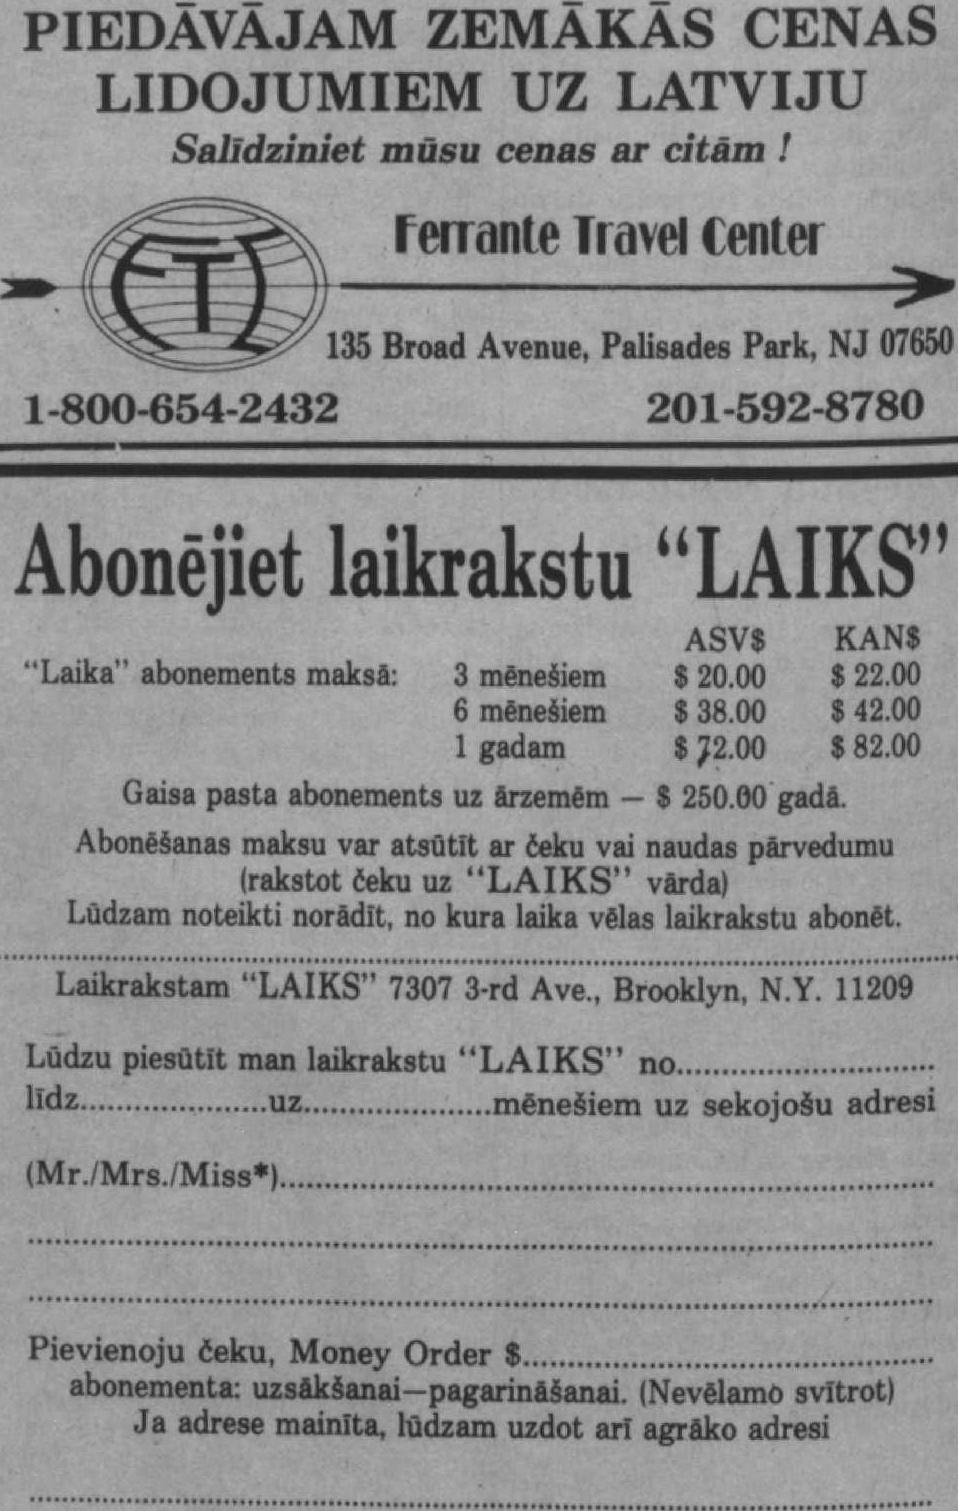 PIEDĀVĀJAM ZEMĀKĀS CENAS
LIDOJUMIEM UZ LATVIJU
Salīdziniet mūsu cenas ar citām !
FTC
Ferrante Travel Center
135 Broad Avenue, Palisades Park, NJ 07650
1-800-654-2432 201-592-8780
Abonējiet laikrakstu “LAIKS”
ASV$ KAN$
“Laika” abonements maksā: 3 mēnešiem $ 20.00 $ 22.00
6 mēnešiem $ 38.00 $ 42.00
1 gadam $ 72.00 $ 82.00
Gaisa pasta abonements uz ārzemēm — $ 250.00 gadā.
Abonēšanas maksu var atsūtīt ar čeku vai naudas pārvedumu
(rakstot čeku uz “LAIKS” vārda)
Lūdzam noteikti norādīt, no kura laika vēlas laikrakstu abonēt.
Laikrakstam “LAIKS” 7307 3-rd Ave., Brooklyn, N.Y. 11209
Lūdzu piesūtīt man laikrakstu “LAIKS” no.............................
līdz.....................uz.....................mēnešiem uz sekojošu adresi
(Mr./Mrs./Miss*)..........................................................................
Pievienoju čeku, Money Order $..............................................
abonementa: uzsākšanai—pagarināšanai. (Nevēlamo svītrot)
Ja adrese mainīta, lūdzam uzdot arī agrāko adresi